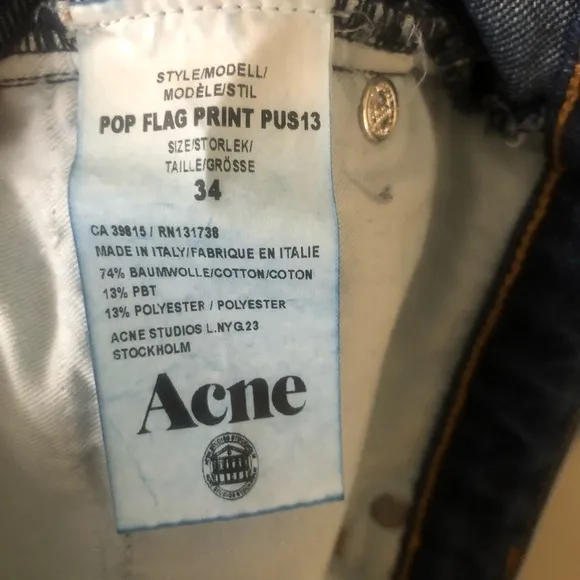 STYLE/MODELL/
MODÈLE/STIL
POP FLAG PRINT PUS13
SIZE/STORLEK/
TAILLE/GRÖSSE
34
CA 39815 / RN131738
MADE IN ITALY/FABRIQUE EN ITALIE
74% BAUMWOLLE/COTTON/COTON
13% PBT
13% POLYESTER / POLYESTER
ACNE STUDIOS L.NYG.23
STOCKHOLM
Acne